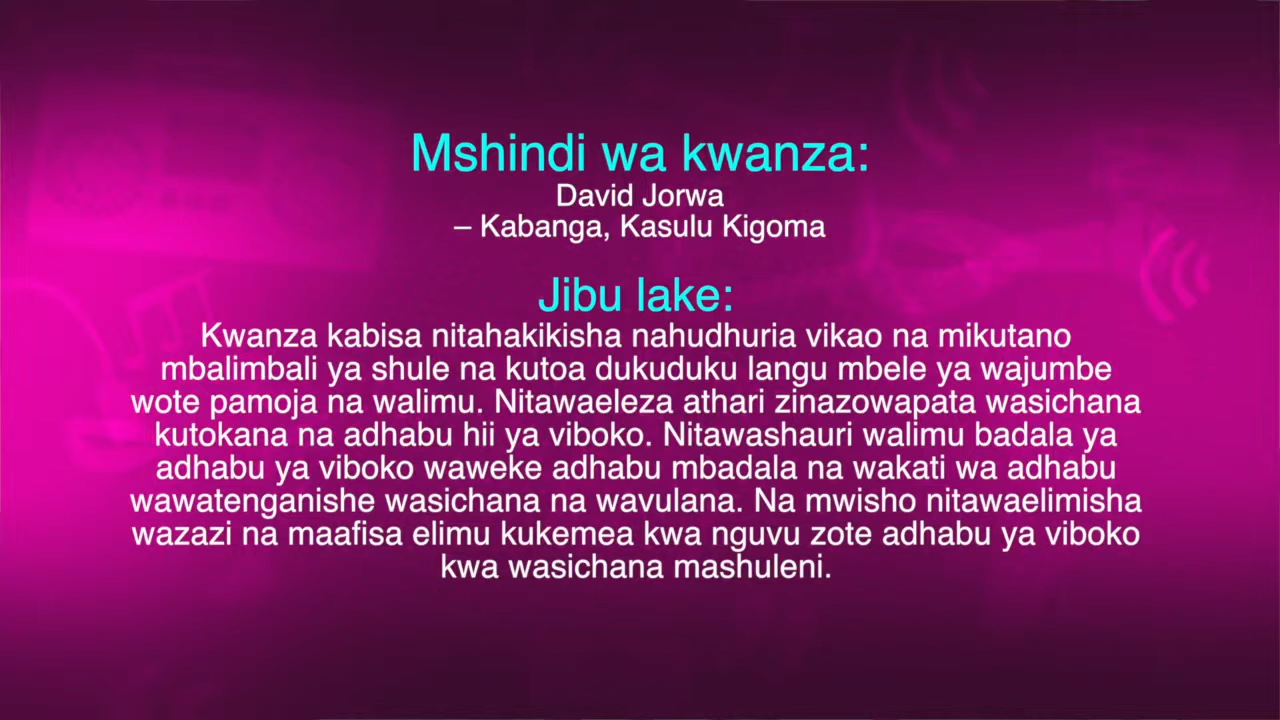 Mshindi wa kwanza:
David Jorwa
– Kabanga, Kasulu Kigoma
Jibu lake:
Kwanza kabisa nitahakikisha nahudhuria vikao na mikutano
mbalimbali ya shule na kutoa dukuduku langu mbele ya wajumbe
wote pamoja na walimu. Nitawaeleza athari zinazowapata wasichana
kutokana na adhabu hii ya viboko. Nitawashauri walimu badala ya
adhabu ya viboko waweke adhabu mbadala na wakati wa adhabu
wawatenganishe wasichana na wavulana. Na mwisho nitawaelimisha
wazazi na maafisa elimu kukemea kwa nguvu zote adhabu ya viboko
kwa wasichana mashuleni.